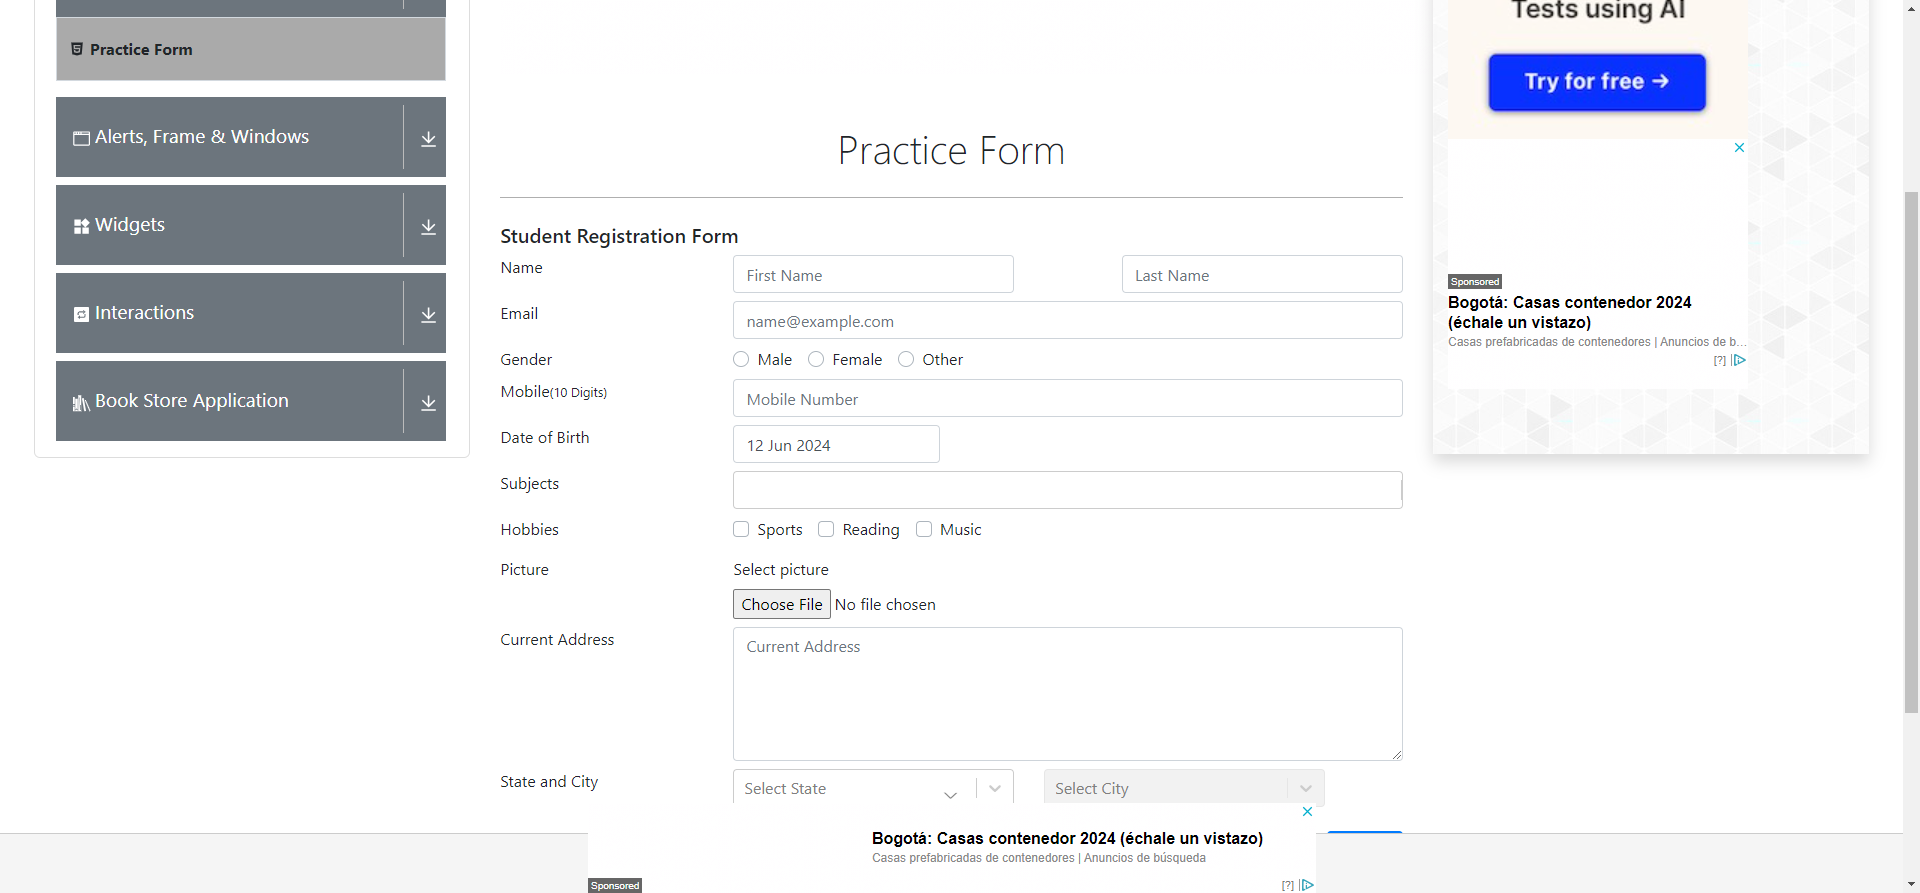 Practice Form
Alerts, Frame & Windows
Widgets
Interactions
Book Store Application
Practice Form
Student Registration Form
Name
First Name
Last Name
Email
name@example.com
Gender
Male
Female
Other
Mobile(10 Digits)
Mobile Number
Date of Birth
12 Jun 2024
Subjects
Hobbies
Sports
Reading
Music
Picture
Select picture
Choose File No file chosen
Current Address
Current Address
State and City
Select State
Select City
Tests using AI
Try for free →
Sponsored
Bogotá: Casas contenedor 2024
(échale un vistazo)
Casas prefabricadas de contenedores | Anuncios de b...
[?]
Bogotá: Casas contenedor 2024 (échale un vistazo)
Casas prefabricadas de contenedores | Anuncios de búsqueda
Sponsored
[?]